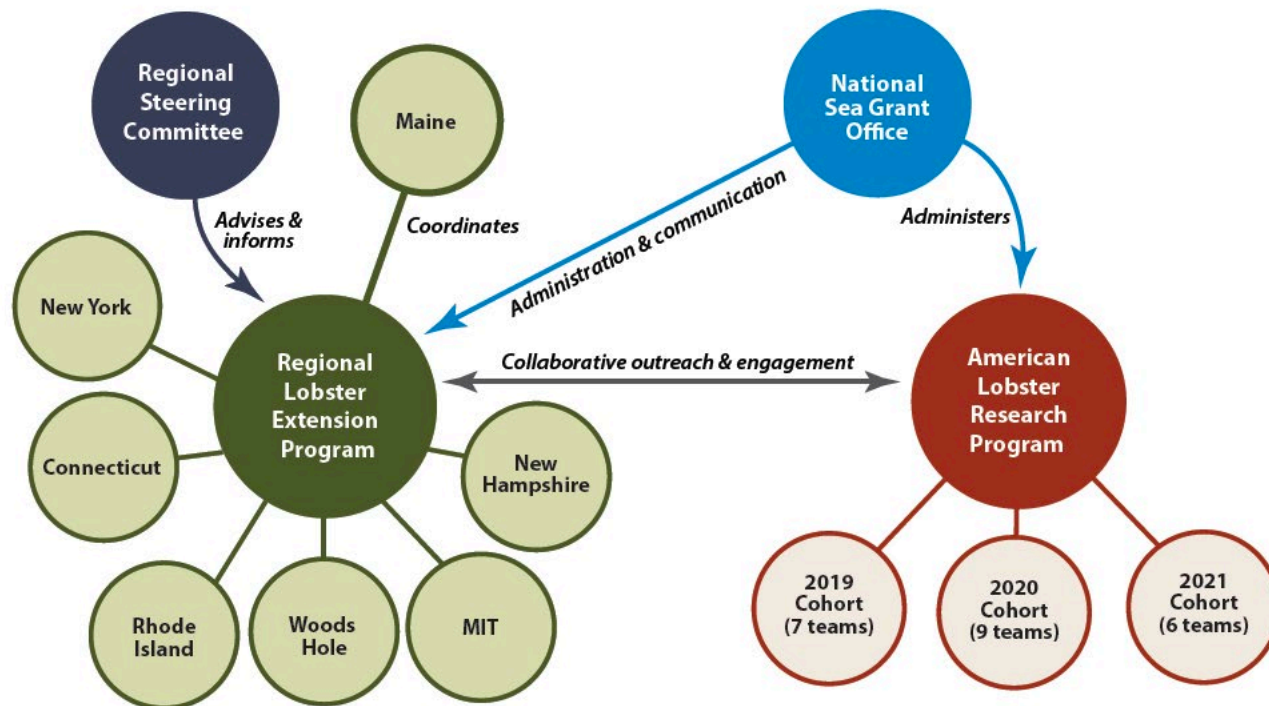 Regional
Steering
Committee
Maine
National
Sea Grant
Office
Advises &
informs
Coordinates
Administration & communication
Administers
New York
Regional
Lobster
Extension
Program
Collaborative outreach & engagement
American
Lobster
Research
Program
Connecticut
New
Hampshire
Rhode
Island
Woods
Hole
MIT
2019
Cohort
(7 teams)
2020
Cohort
(9 teams)
2021
Cohort
(6 teams)